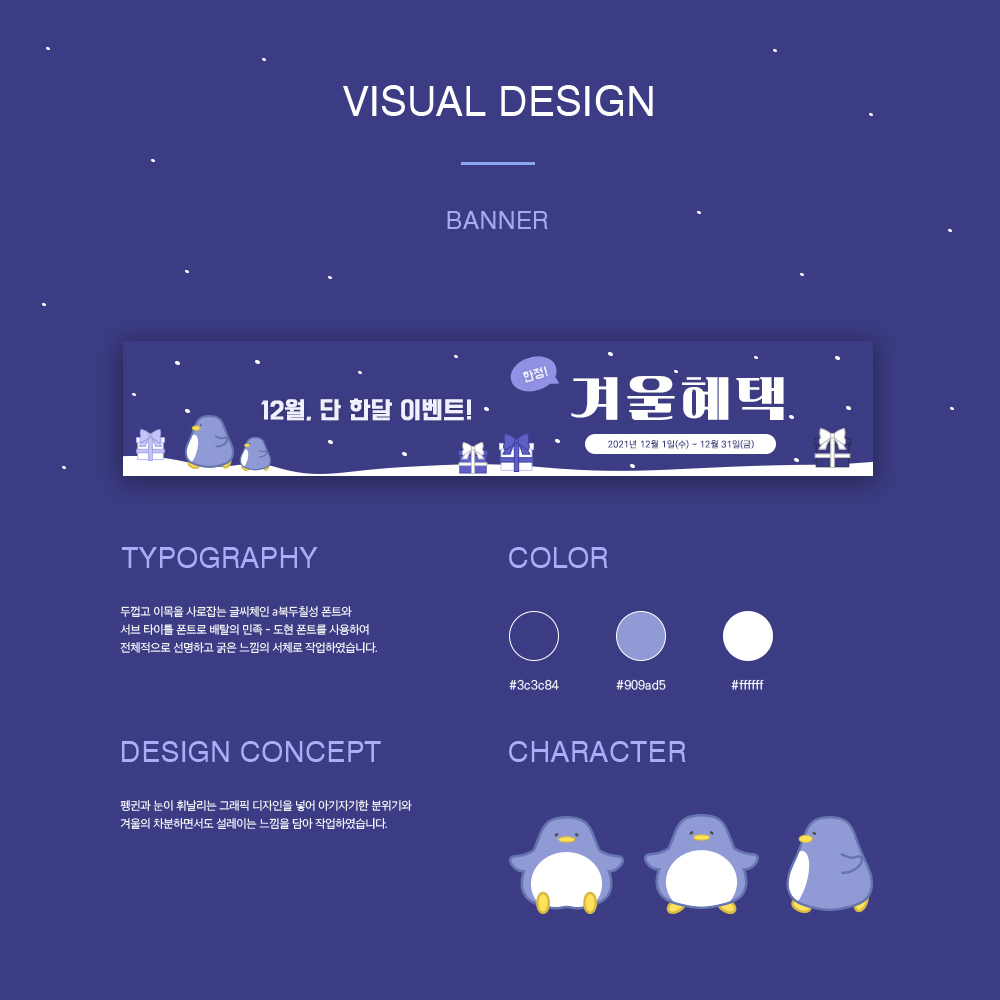 VISUAL DESIGN
BANNER
12월, 단 한달 이벤트!
한정!
겨울혜택
2021년 12월 1일(수) ~ 12월 31일(금)
TYPOGRAPHY
두껍고 이목을 사로잡는 글씨체인 a북두칠성 폰트와
서브 타이틀 폰트로 배달의 민족 - 도현 폰트를 사용하여
전체적으로 선명하고 굵은 느낌의 서체로 작업하였습니다.
COLOR
#3c3c84
#909ad5
#ffffff
DESIGN CONCEPT
펭귄과 눈이 휘날리는 그래픽 디자인을 넣어 아기자기한 분위기와
겨울의 차분하면서도 설레이는 느낌을 담아 작업하였습니다.
CHARACTER